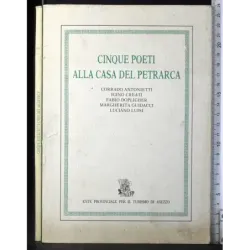 CINQUE POETI
ALLA CASA DEL PETRARCA
CORRADO ANTONIETTI
DINO CREATI
FABIO DOPLICHER
MARGHERITA GUIDACCI
LUCIANO LUISI
ENTE PROVINCIALE PER IL TURISMO DI AREZZO